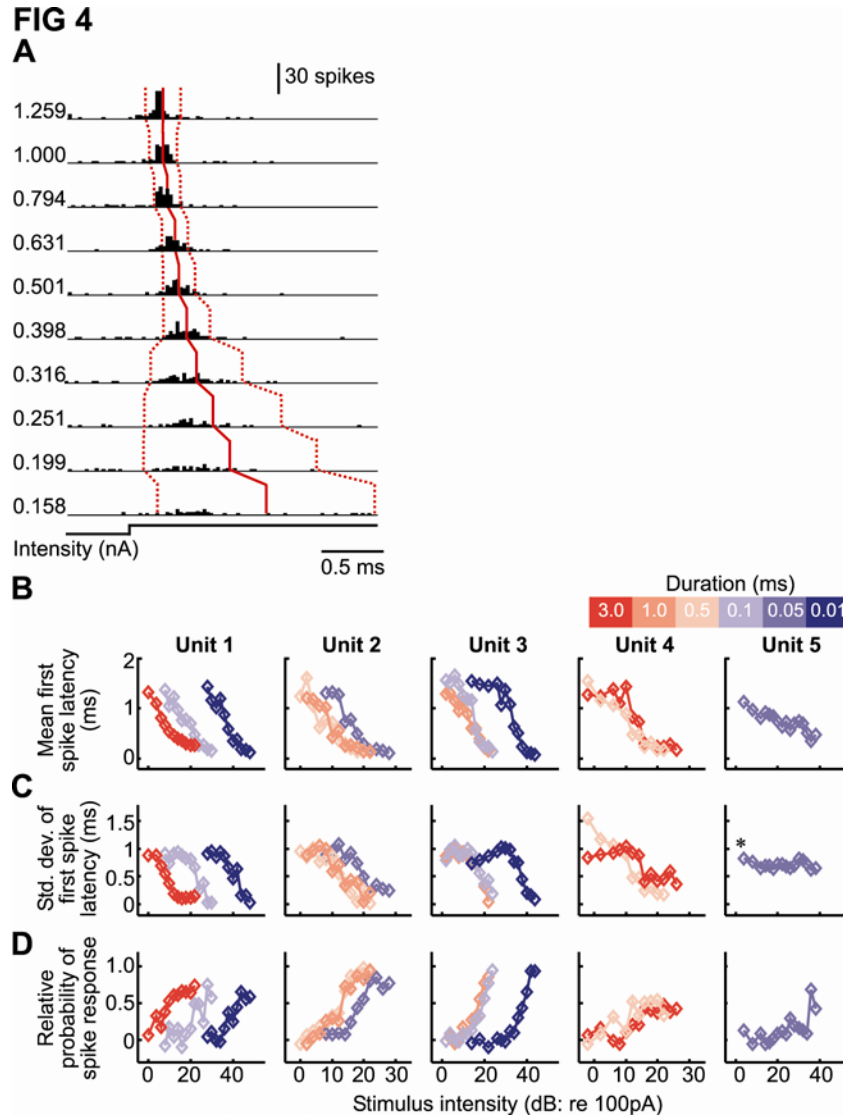 FIG 4
A
30 spikes
1.259
1.000
0.794
0.631
0.501
0.398
0.316
0.251
0.199
0.158
Intensity (nA)
0.5 ms
Duration (ms)
3.0 1.0 0.5 0.1 0.05 0.01
B
Unit 1 Unit 2 Unit 3 Unit 4 Unit 5
Mean first
spike latency
(ms)
2
1
0
C
Std. dev. of
first spike
latency (ms)
1.5
1
0.5
0
*
D
Relative
probability of
spike response
1.0
0.5
0
0 20 40 0 10 20 30 0 20 40 0 10 20 30 0 20 40
Stimulus intensity (dB: re 100pA)